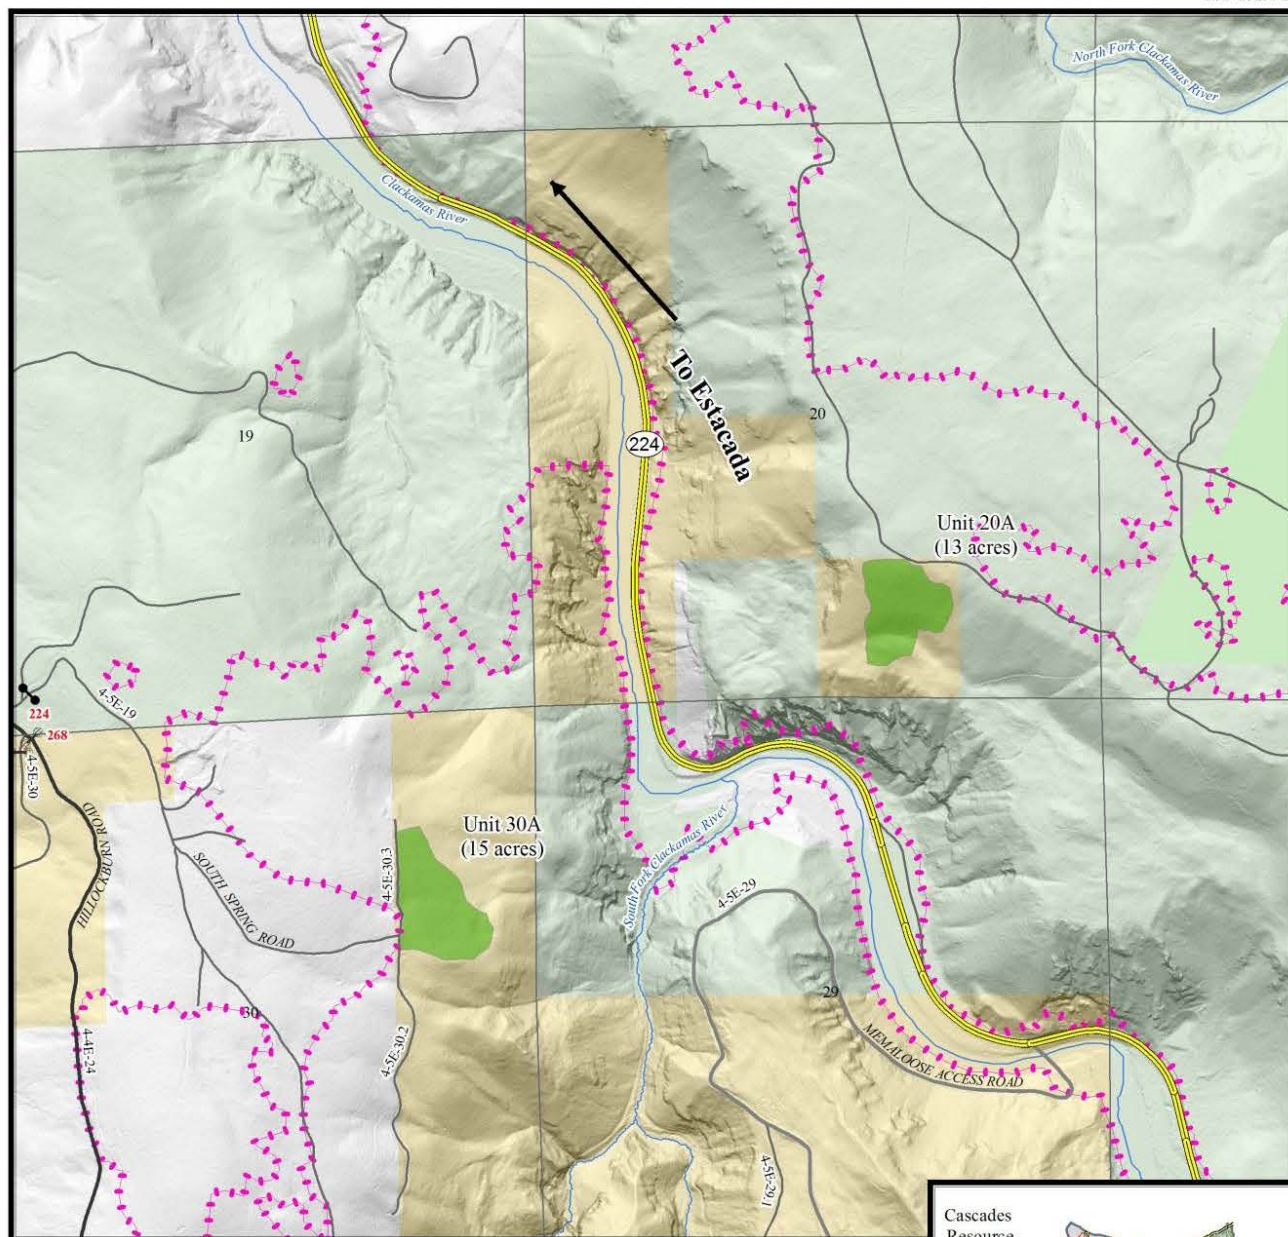 North Fork Clackamas River
Clackamas River
To Estacada
224
19
20
Unit 20A
(13 acres)
4-5E-19
224
268
4-5E-30
HILLOCKBURN ROAD
SOUTH SPRING ROAD
4-5E-30.3
Unit 30A
(15 acres)
South Fork Clackamas River
4-5E-29
29
30
4-4E-24
4-5E-30.2
MEMALOOSE ACCESS ROAD
4-5E-29.1
Cascades
Resource